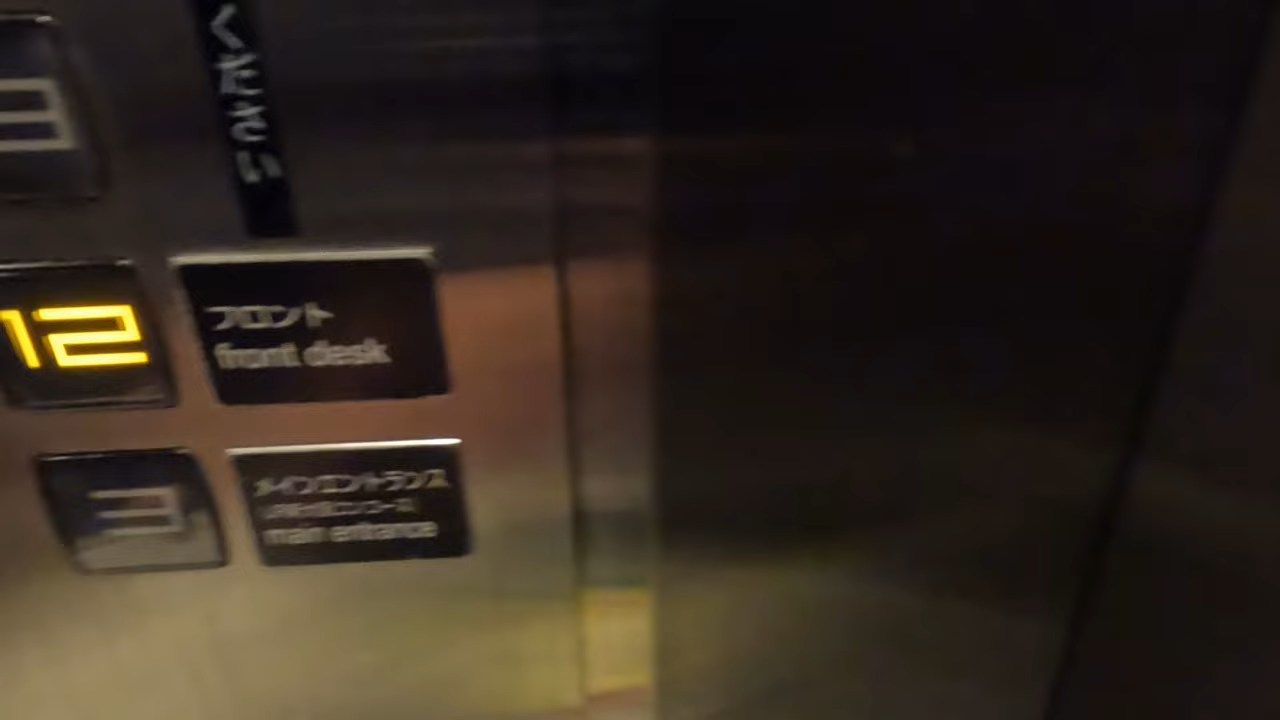 ください
12
フロント
front desk
3
メインエントランス
main entrance